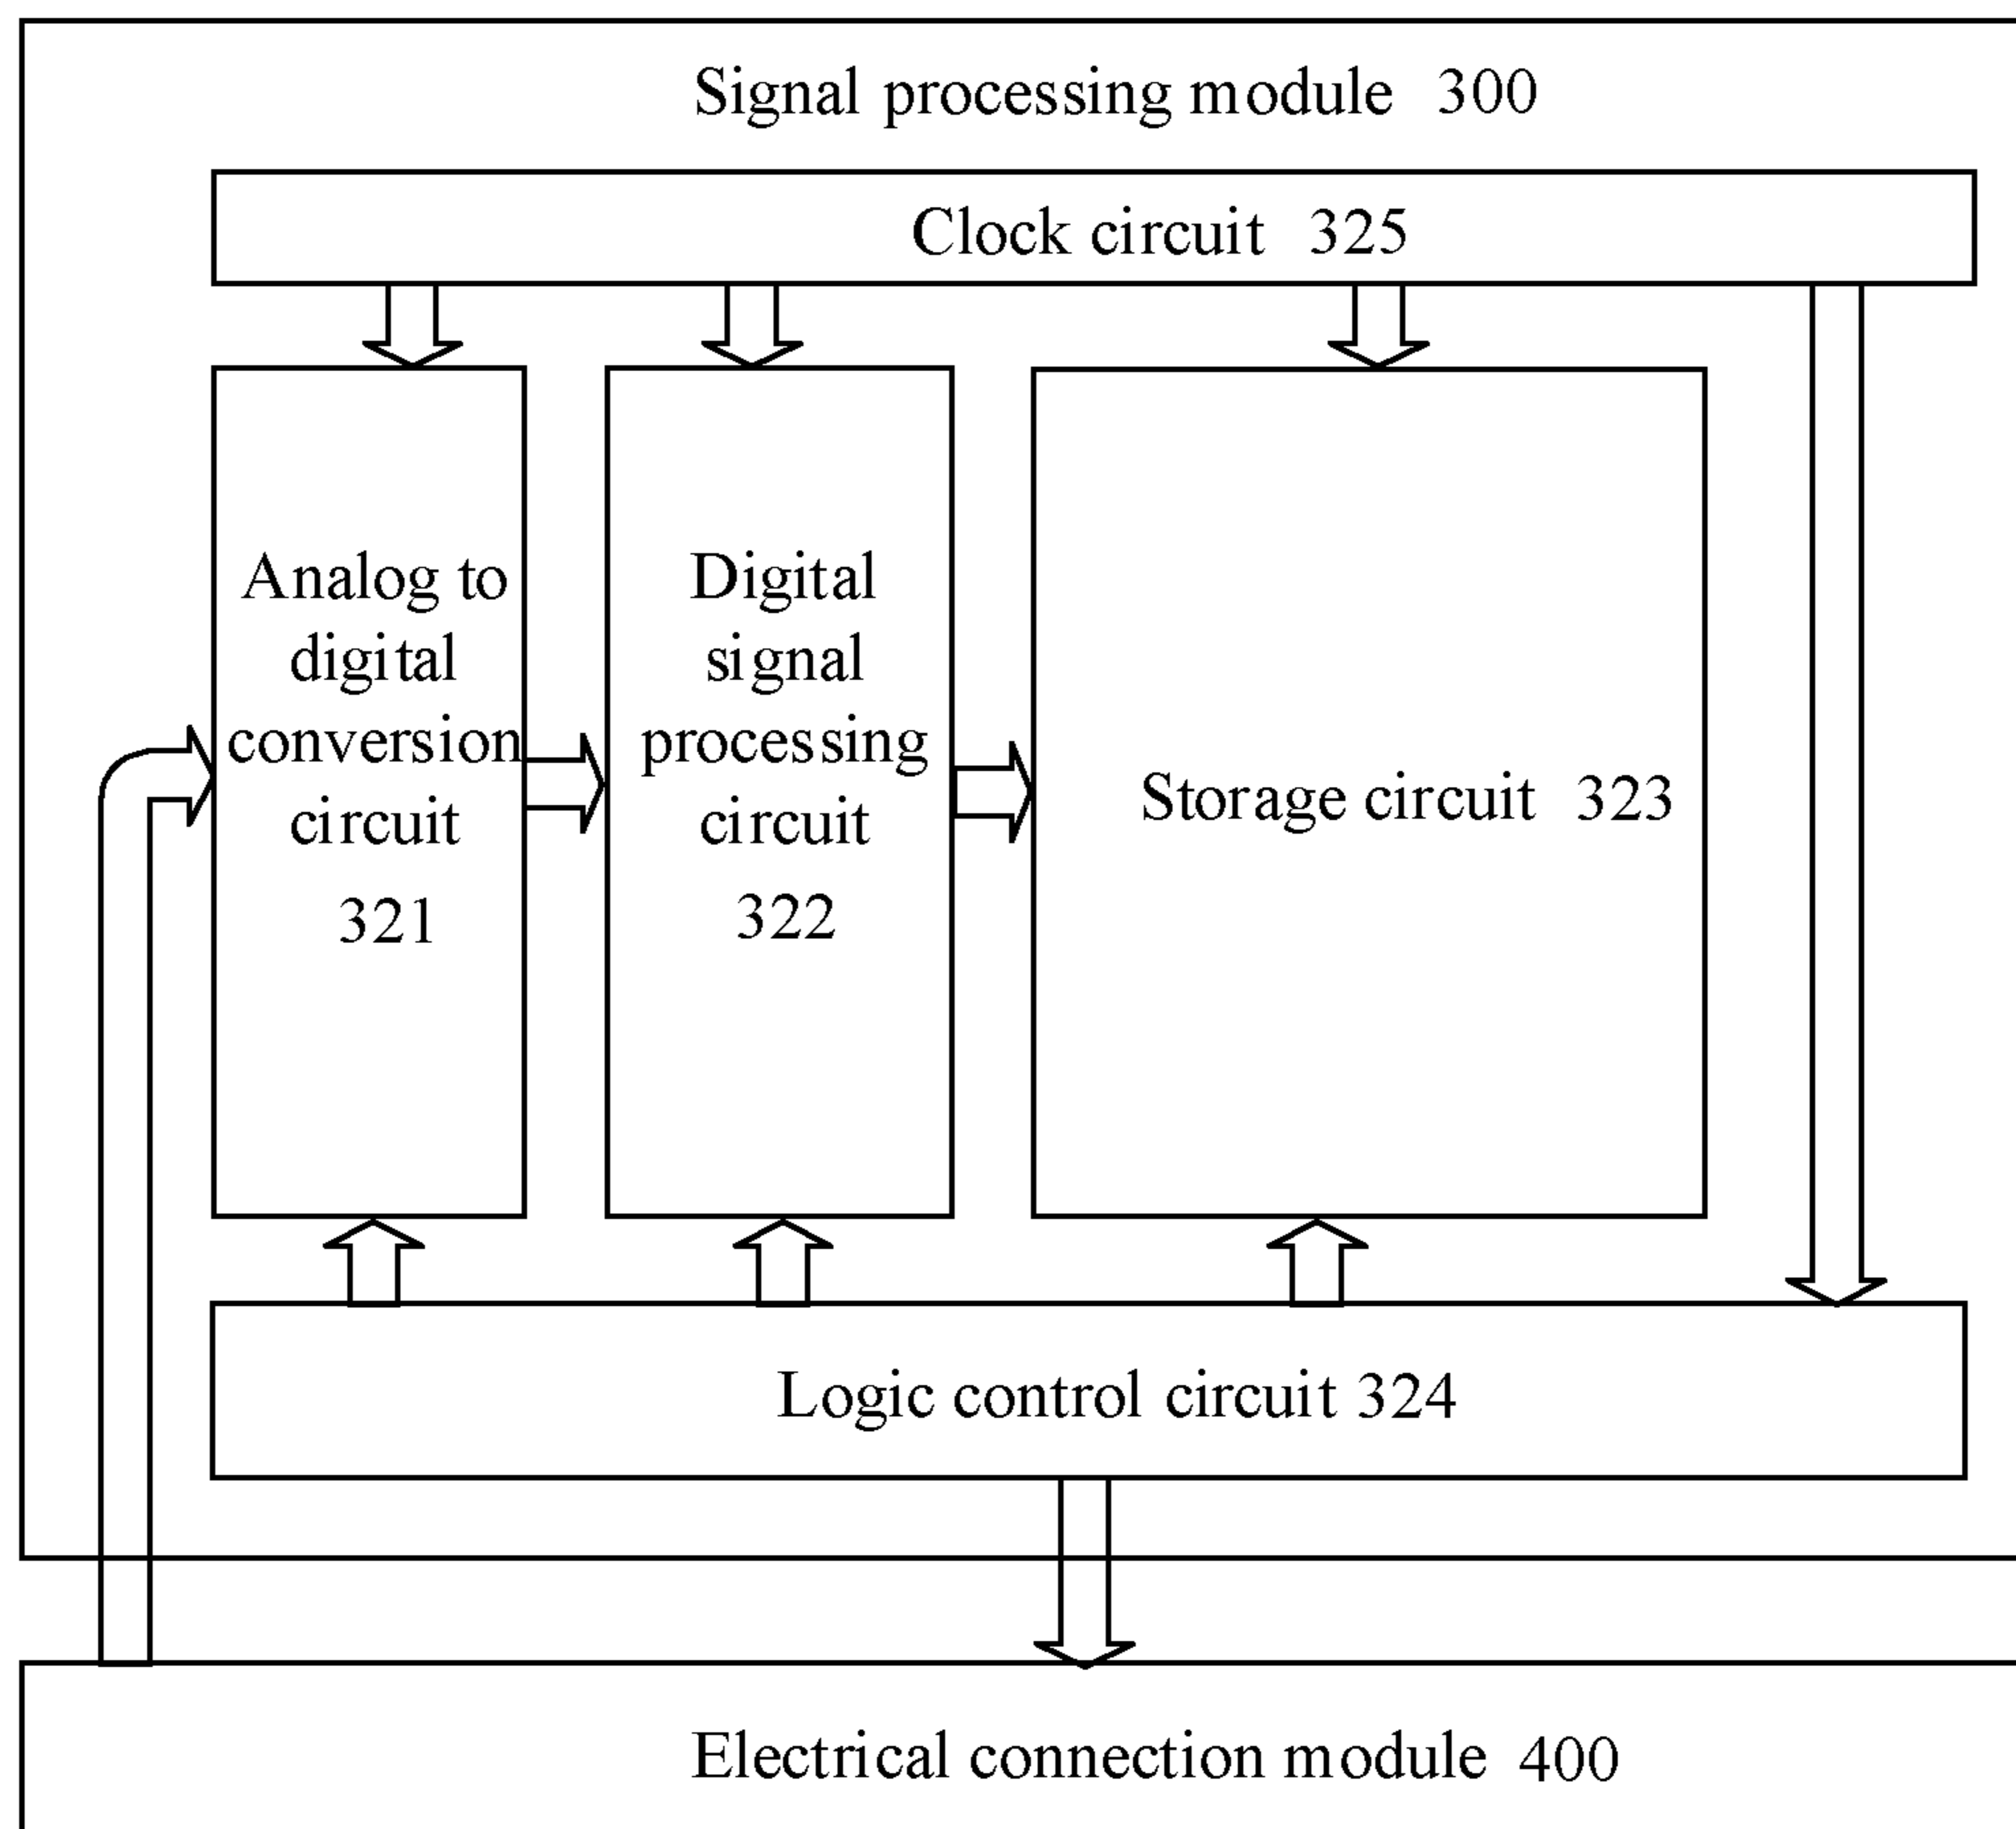 Signal processing module 300
Clock circuit 325
Analog to
digital
conversion
circuit
321
Digital
signal
processing
circuit
322
Storage circuit 323
Logic control circuit 324
Electrical connection module 400